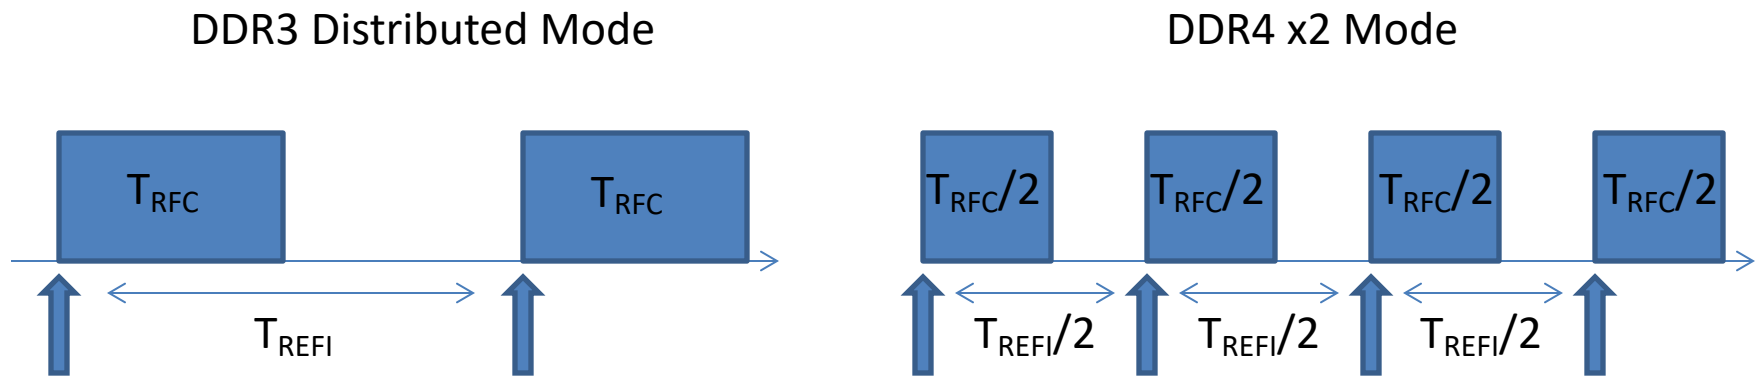 DDR3 Distributed Mode
DDR4 x2 Mode
TRFC
TRFC
TRFC/2
TRFC/2
TRFC/2
TRFC/2
TREFI
TREFI/2
TREFI/2
TREFI/2